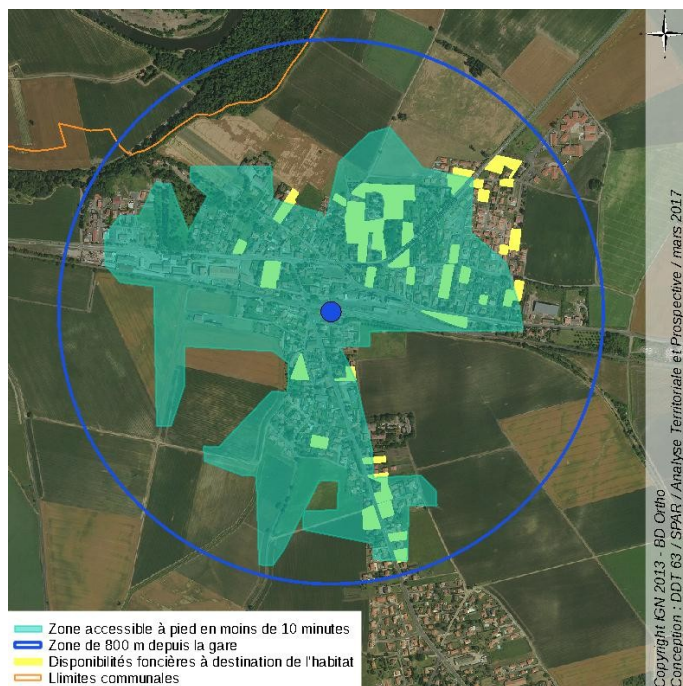 Zone accessible à pied en moins de 10 minutes
Zone de 800 m depuis la gare
Disponibilités foncières à destination de l'habitat
Llimites communales
Copyright IGN 2013 - BD Ortho
Conception : DDT 63 / SPAR / Analyse Territoriale et Prospective / mars 2017